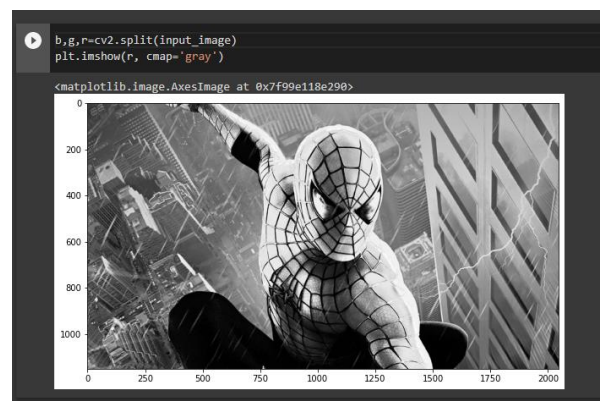 b,g,r=cv2.split(input_image)
plt.imshow(r, cmap='gray')
<matplotlib.image.AxesImage at 0x7f99e118e290>
0
200
400
600
800
1000
0 250 500 750 1000 1250 1500 1750 2000